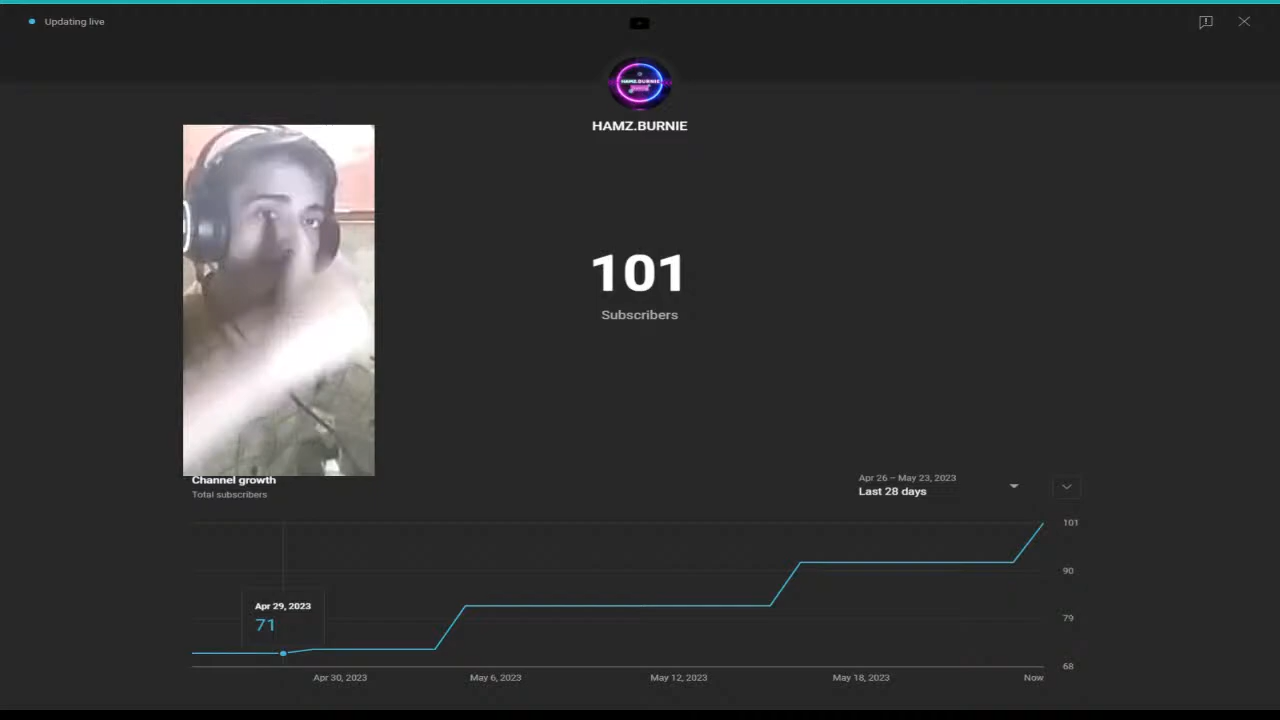 Updating live
HAMZ.BURNIE
HAMZ.BURNIE
101
Subscribers
Channel growth
Total subscribers
Apr 26 – May 23, 2023
Last 28 days
101
90
79
68
Apr 29, 2023
71
Apr 30, 2023
May 6, 2023
May 12, 2023
May 18, 2023
Now